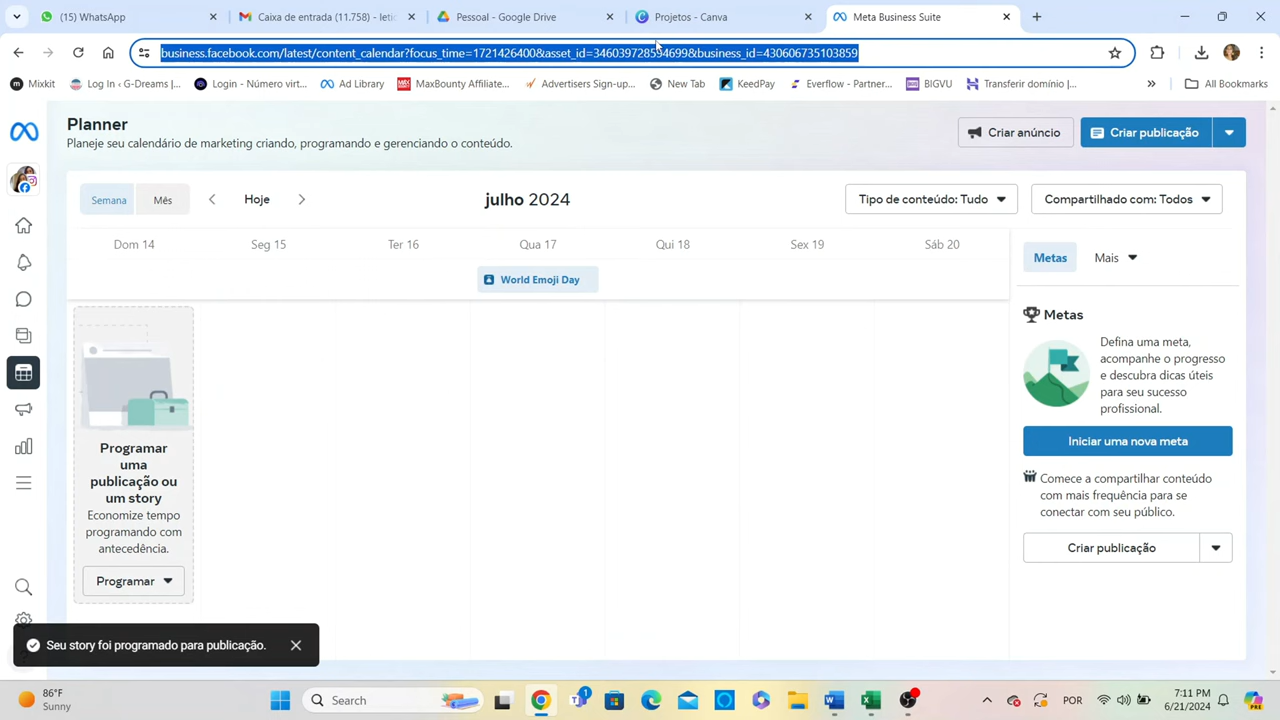 (15) WhatsApp
Caixa de entrada (11.758) - letic
Pessoal - Google Drive
Projetos - Canva
Meta Business Suite
business.facebook.com/latest/content_calendar?focus_time=1721426400&asset_id=346039728594699&business_id=430606735103859
Mixkit
Log In ‹ G-Dreams |...
Login - Número virt...
Ad Library
MaxBounty Affiliate...
Advertisers Sign-up...
New Tab
KeedPay
Everflow - Partner...
BIGVU
Transferir domínio |...
»
All Bookmarks
Planner
Planeje seu calendário de marketing criando, programando e gerenciando o conteúdo.
Criar anúncio
Criar publicação
Semana
Mês
Hoje
julho 2024
Tipo de conteúdo: Tudo
Compartilhado com: Todos
Dom 14
Seg 15
Ter 16
Qua 17
Qui 18
Sex 19
Sáb 20
World Emoji Day
Metas
Mais
Metas
Defina uma meta,
acompanhe o progresso
e descubra dicas úteis
para seu sucesso
profissional.
Iniciar uma nova meta
Comece a compartilhar conteúdo
com mais frequência para se
conectar com seu público.
Criar publicação
Programar
uma
publicação ou
um story
Economize tempo
programando com
antecedência.
Programar
Seu story foi programado para publicação.
86°F
Sunny
Search
1
POR
7:11 PM
6/21/2024
PRE